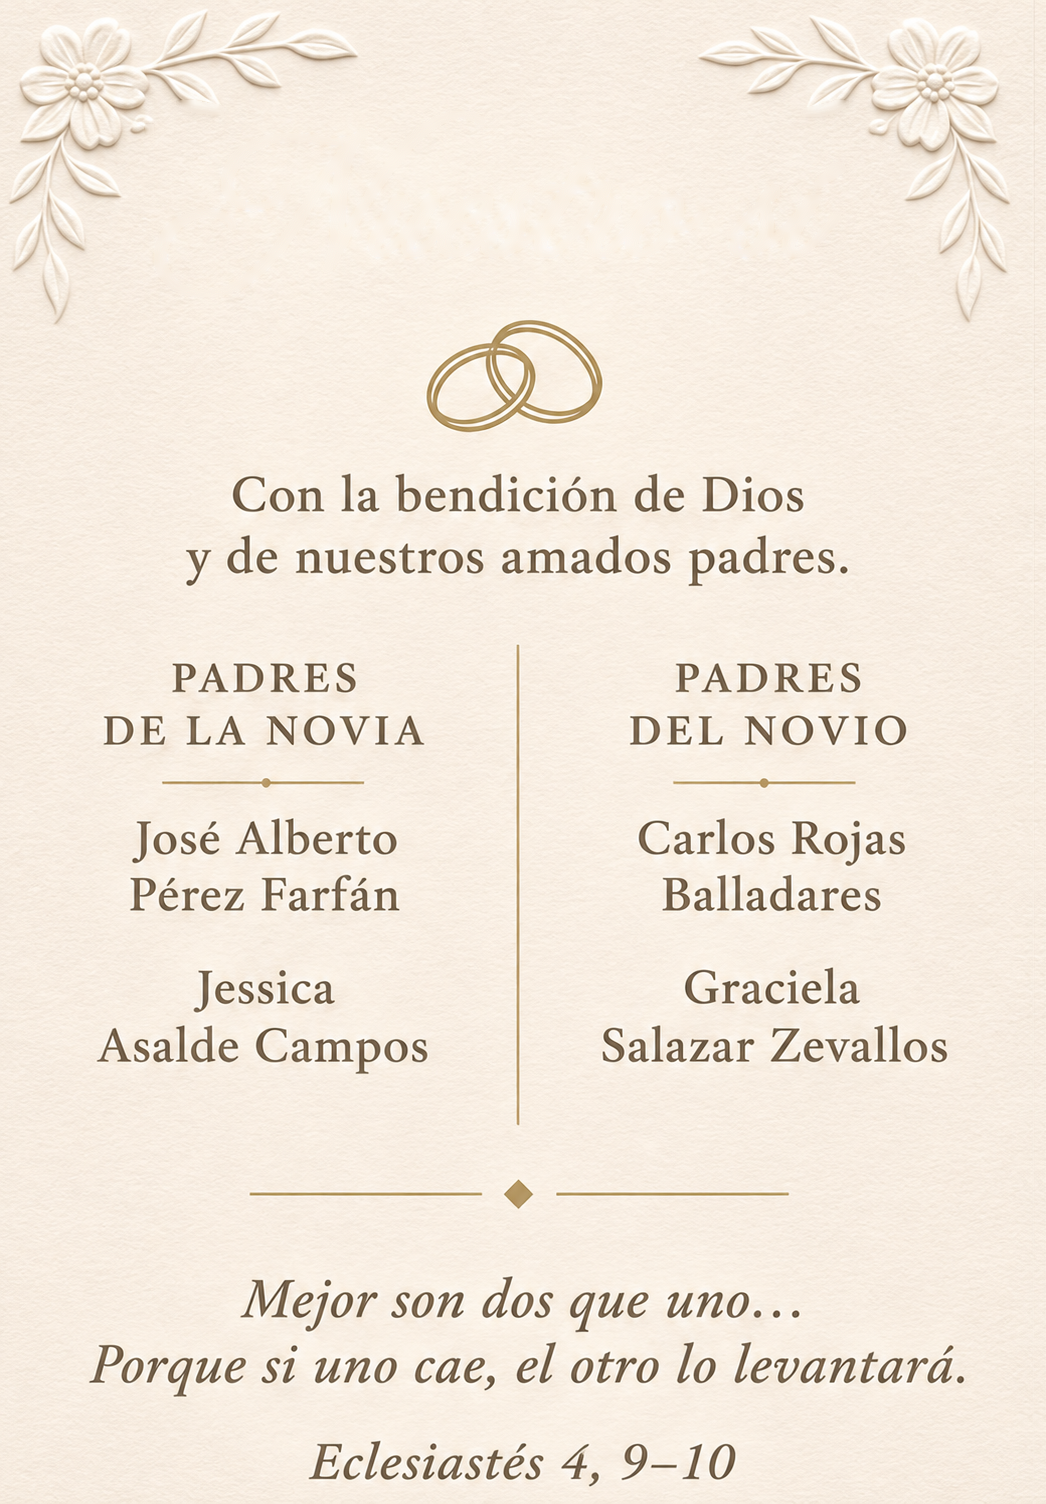 Con la bendición de Dios
y de nuestros amados padres.
PADRES
DE LA NOVIA
José Alberto
Pérez Farfán
Jessica
Asalde Campos
PADRES
DEL NOVIO
Carlos Rojas
Balladares
Graciela
Salazar Zevallos
Mejor son dos que uno...
Porque si uno cae, el otro lo levantará.
Eclesiastés 4, 9–10